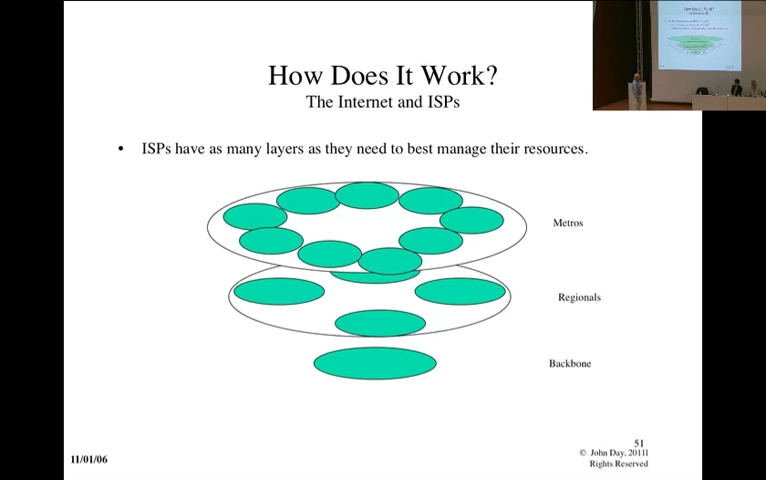 How Does It Work?
The Internet and ISPs
• ISPs have as many layers as they need to best manage their resources.
Metros
Regionals
Backbone
51
11/01/06
© John Day, 2011l
Rights Reserved